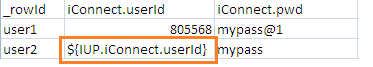 _rowId iConnect.userId iConnect.pwd
user1 805568 mypass@1
user2 ${IUP.iConnect.userId} mypass